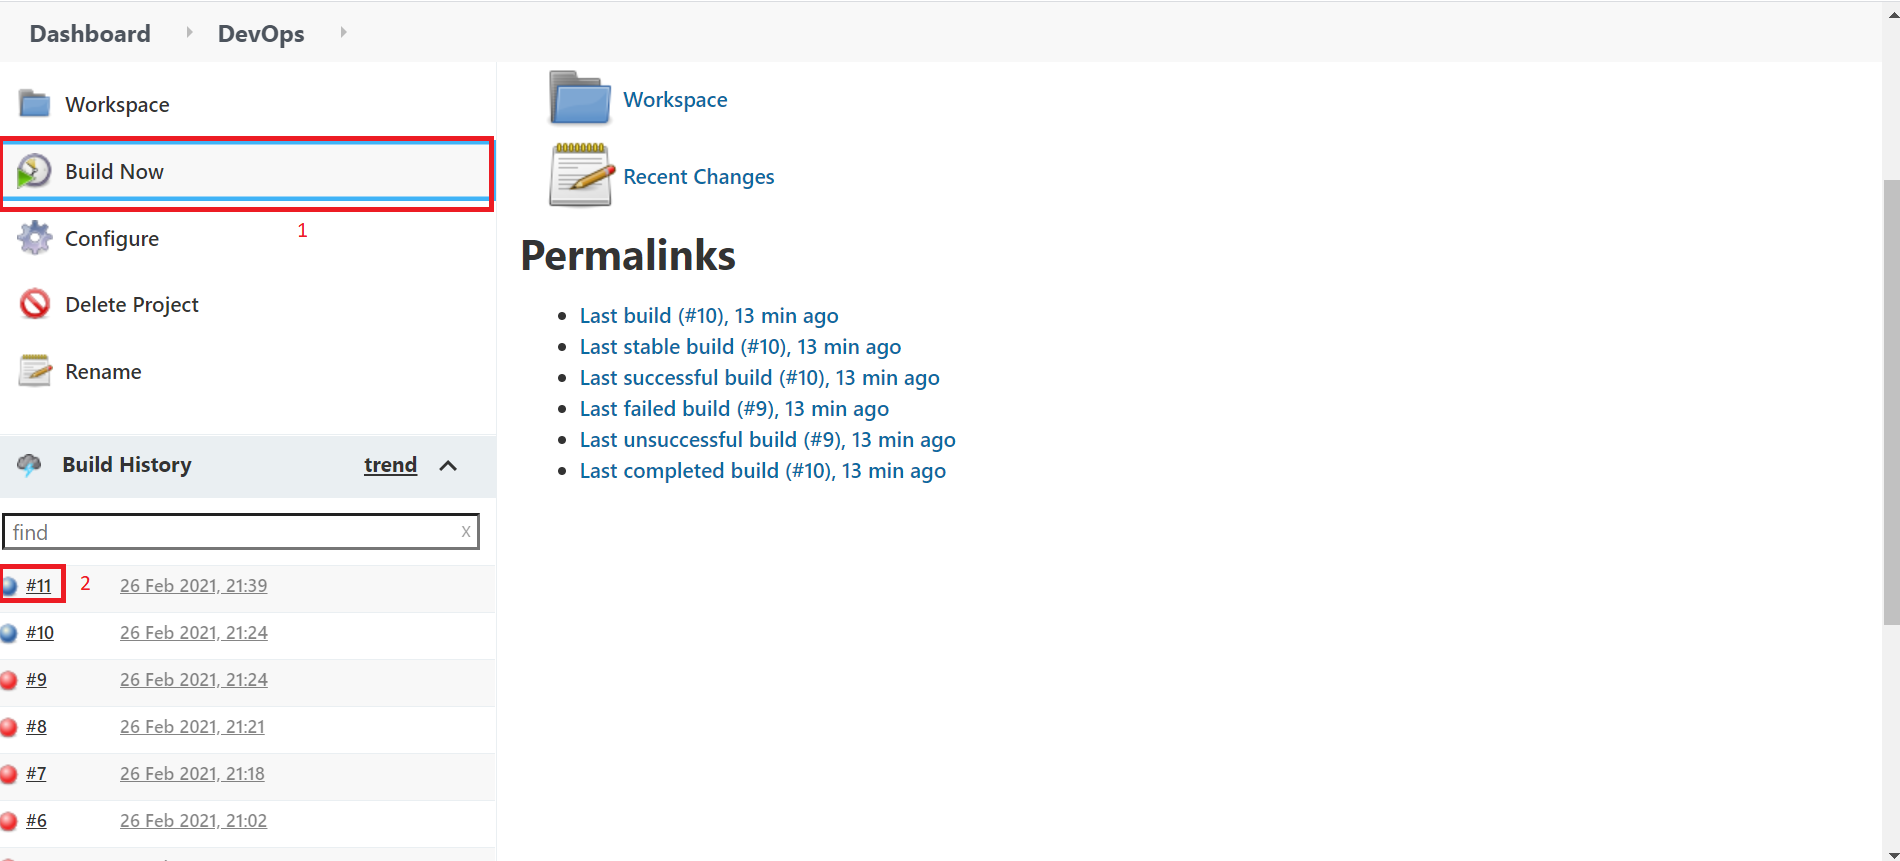 Dashboard DevOps
Workspace
Build Now
1
Configure
Delete Project
Rename
Build History trend
find x
#11 2 26 Feb 2021, 21:39
#10 26 Feb 2021, 21:24
#9 26 Feb 2021, 21:24
#8 26 Feb 2021, 21:21
#7 26 Feb 2021, 21:18
#6 26 Feb 2021, 21:02
Workspace
Recent Changes
Permalinks
Last build (#10), 13 min ago
Last stable build (#10), 13 min ago
Last successful build (#10), 13 min ago
Last failed build (#9), 13 min ago
Last unsuccessful build (#9), 13 min ago
Last completed build (#10), 13 min ago